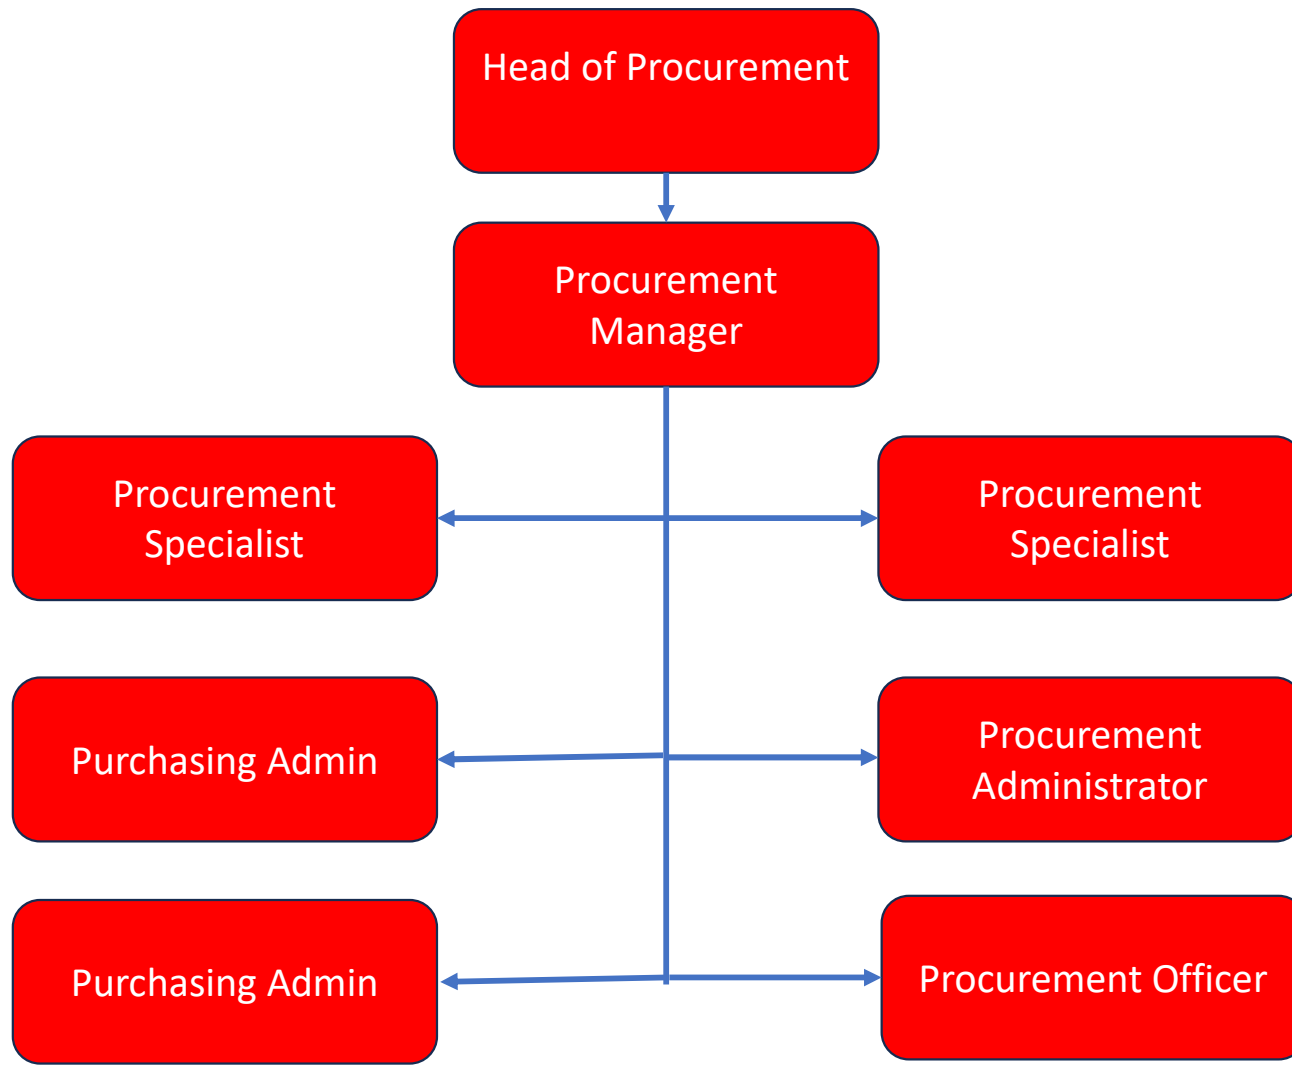 Head of Procurement
Procurement
Manager
Procurement
Specialist
Procurement
Specialist
Purchasing Admin
Procurement
Administrator
Purchasing Admin
Procurement Officer